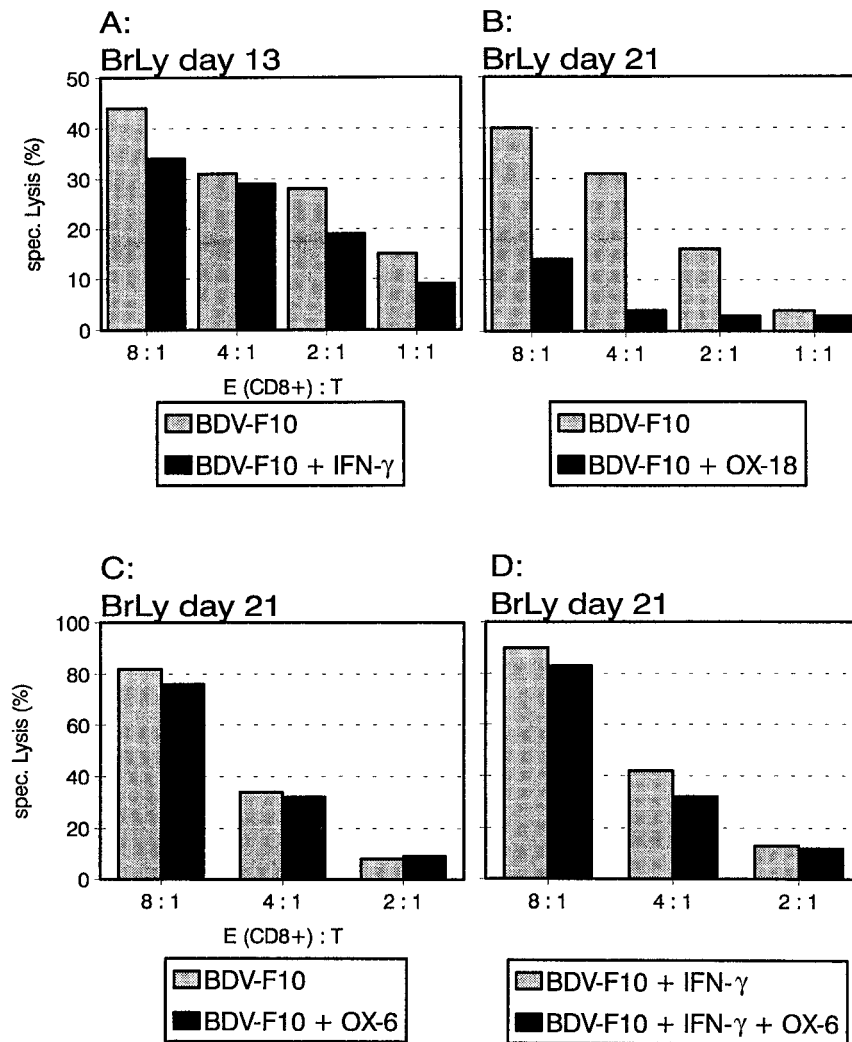 A:
BrLy day 13
B:
BrLy day 21
spec. Lysis (%)
50
40
30
20
10
0
8 : 1
4 : 1
2 : 1
1 : 1
8 : 1
4 : 1
2 : 1
1 : 1
E (CD8+) : T
BDV-F10
BDV-F10 + IFN-γ
BDV-F10
BDV-F10 + OX-18
C:
BrLy day 21
D:
BrLy day 21
spec. Lysis (%)
100
80
60
40
20
0
8 : 1
4 : 1
2 : 1
8 : 1
4 : 1
2 : 1
E (CD8+) : T
BDV-F10
BDV-F10 + OX-6
BDV-F10 + IFN-γ
BDV-F10 + IFN-γ + OX-6